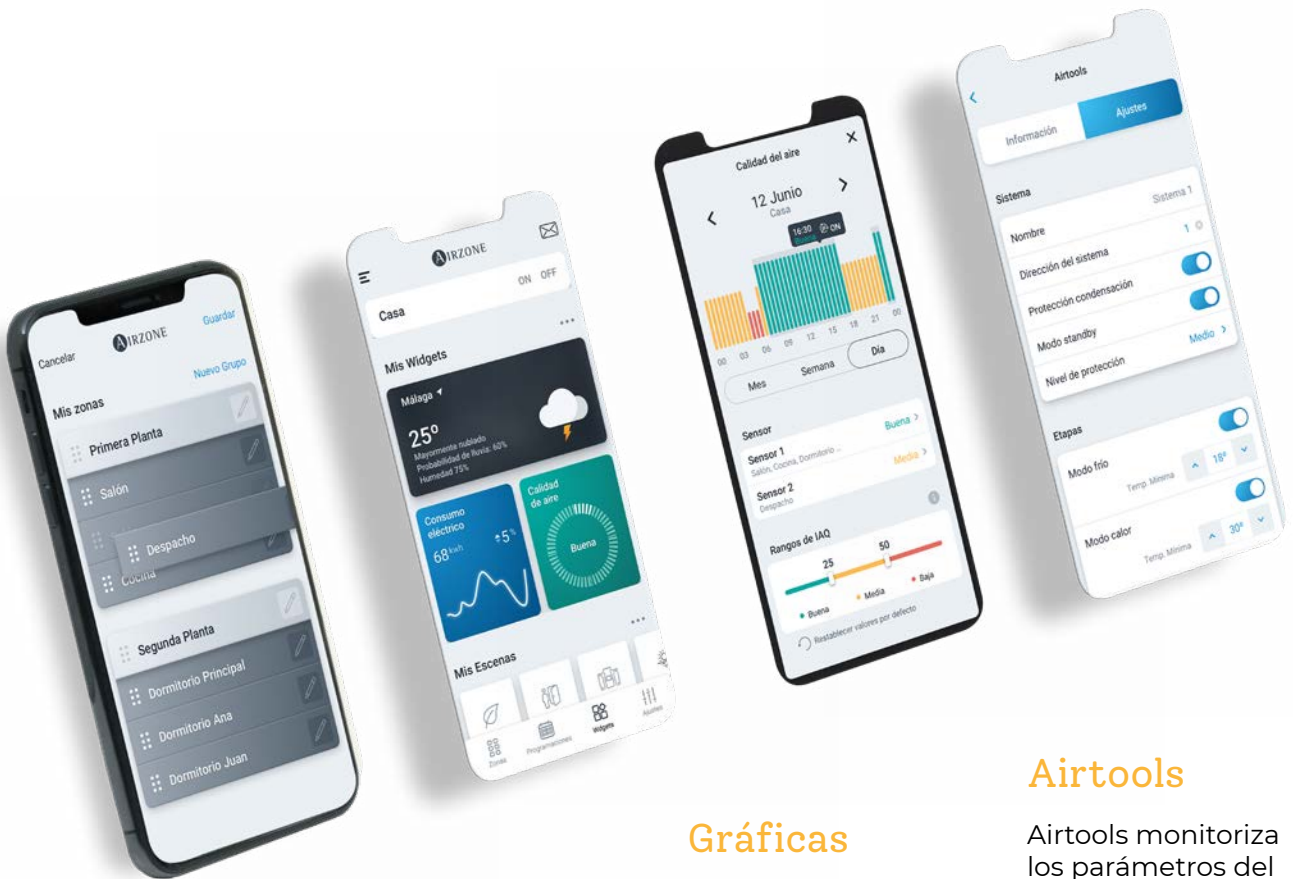 Cancelar
AIRZONE
Guardar
Nuevo Grupo
Mis zonas
Primera Planta
Salón
Despacho
Cocina
Segunda Planta
Dormitorio Principal
Dormitorio Ana
Dormitorio Juan
AIRZONE
Casa
ON OFF
Mis Widgets
Málaga
25º
Mayormente nublado
Probabilidad de lluvia: 60%
Humedad 75%
Consumo
eléctrico
68 kwh
5%
Calidad
de aire
Buena
Mis Escenas
Zonas
Programaciones
Widgets
Ajustes
Calidad del aire
12 Junio
Casa
16:30 ON
Buena
00 03 06 09 12 15 18 21 00
Mes Semana Día
Sensor
Sensor 1
Buena
Salón, Cocina, Dormitorio ...
Sensor 2
Media
Despacho
Rangos de IAQ
25 50
Buena Media Baja
Restablecer valores por defecto
Airtools
Información Ajustes
Sistema
Nombre Sistema 1
Dirección del sistema 1
Protección condensación
Modo standby
Nivel de protección Medio
Etapas
Modo frío
Temp. Mínima 18º
Modo calor
Temp. Mínima 30º
Gráficas
Airtools
Airtools monitoriza
los parámetros del